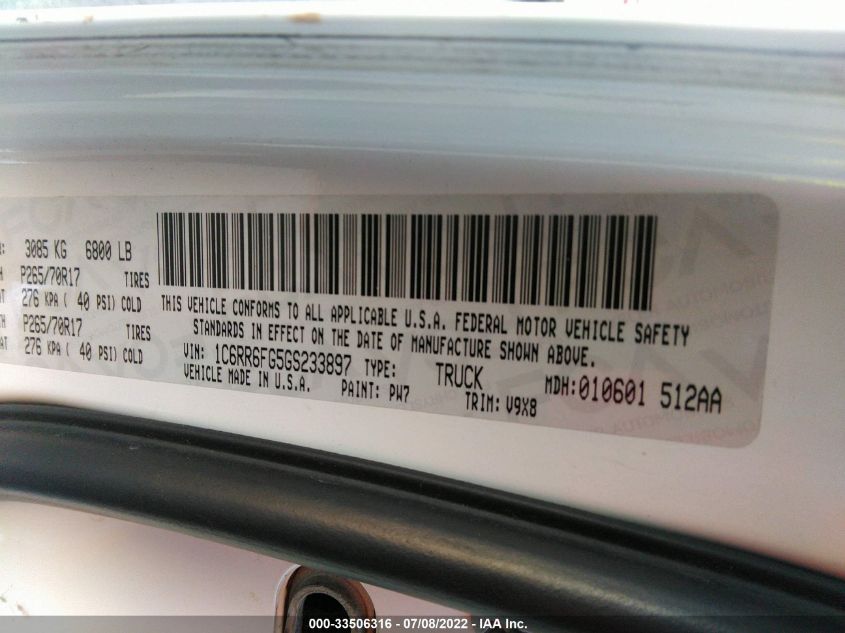 : 3085 KG 6800 LB
H P265/70R17 TIRES
AT 276 KPA ( 40 PSI) COLD
TH P265/70R17 TIRES
AT 276 KPA ( 40 PSI) COLD
THIS VEHICLE CONFORMS TO ALL APPLICABLE U.S.A. FEDERAL MOTOR VEHICLE SAFETY
STANDARDS IN EFFECT ON THE DATE OF MANUFACTURE SHOWN ABOVE.
VIN: 1C6RR6FG5GS233897 TYPE: TRUCK MDH:010601 512AA
VEHICLE MADE IN U.S.A. PAINT: PW7 TRIM: V9X8
000-33506316 - 07/08/2022 - IAA Inc.